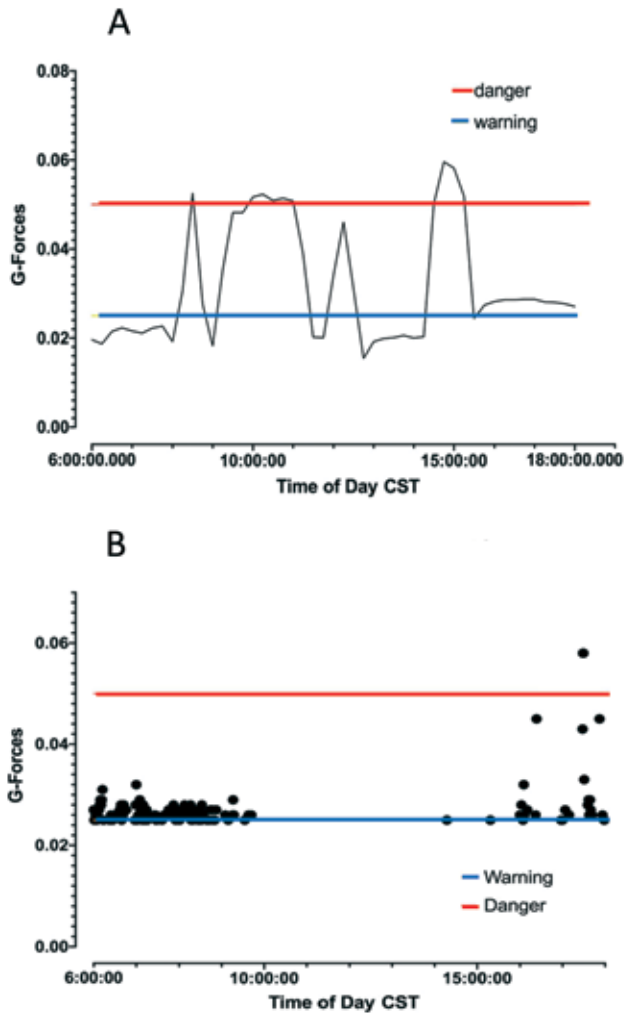 A
0.08
danger
warning
0.06
0.04
0.02
0.00
G-Forces
6:00:00.000 10:00:00 15:00:00 18:00:00.000
Time of Day CST
B
0.06
0.04
0.02
0.00
G-Forces
Warning
Danger
6:00:00 10:00:00 15:00:00
Time of Day CST